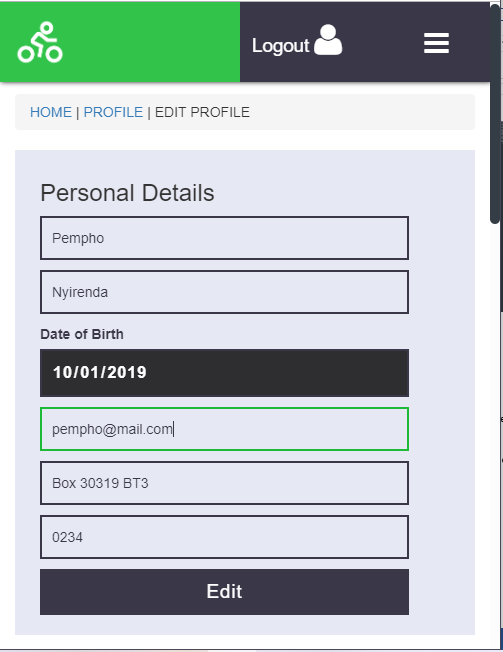 Logout
HOME | PROFILE | EDIT PROFILE
Personal Details
Pempho
Nyirenda
Date of Birth
10/01/2019
pempho@mail.com
Box 30319 BT3
0234
Edit